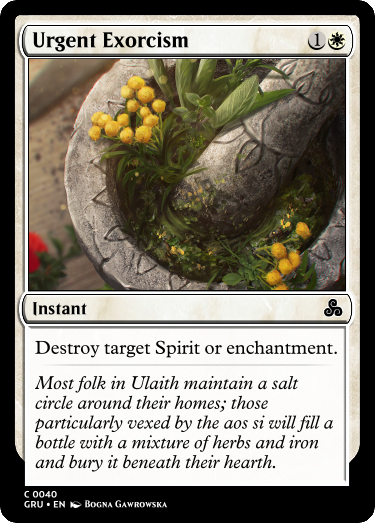 Urgent Exorcism 1
Instant
Destroy target Spirit or enchantment.
Most folk in Ulaith maintain a salt
circle around their homes; those
particularly vexed by the aos si will fill a
bottle with a mixture of herbs and iron
and bury it beneath their hearth.
C 0040
GRU • EN Bogna Gawrowska